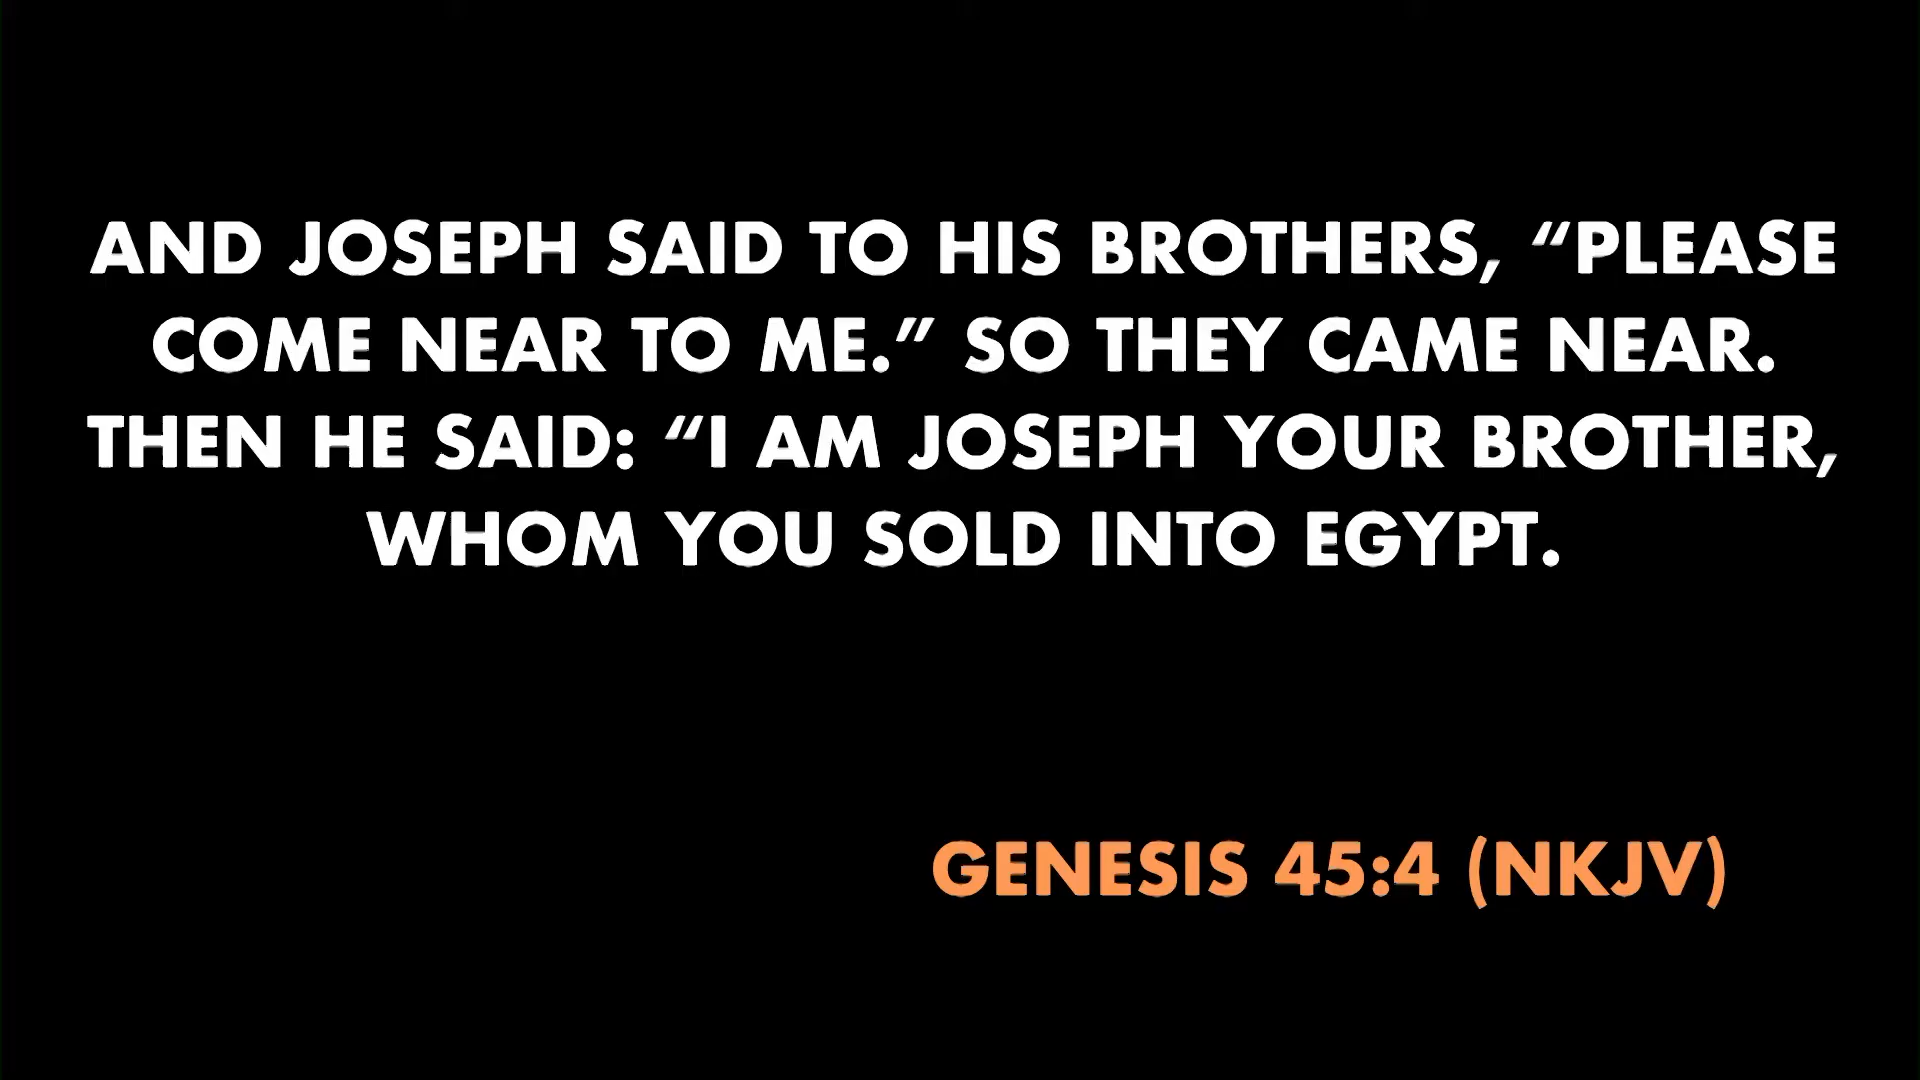 AND JOSEPH SAID TO HIS BROTHERS, “PLEASE
COME NEAR TO ME.” SO THEY CAME NEAR.
THEN HE SAID: “I AM JOSEPH YOUR BROTHER,
WHOM YOU SOLD INTO EGYPT.
GENESIS 45:4 (NKJV)